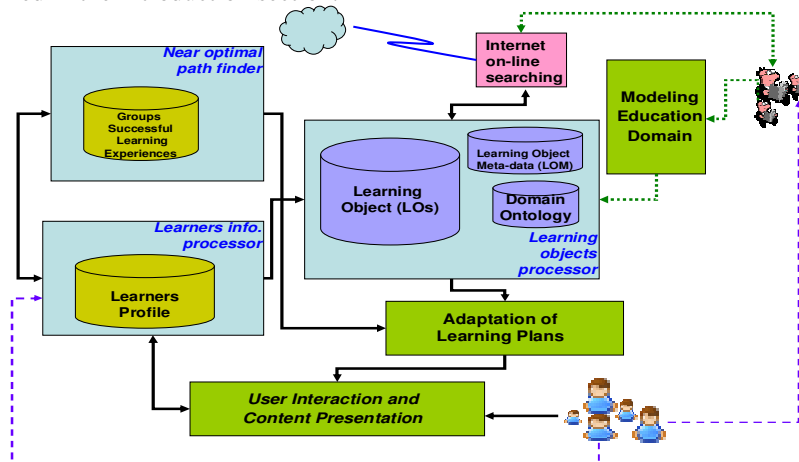 Near optimal
path finder
Groups
Successful
Learning
Experiences
Internet
on-line
searching
Modeling
Education
Domain
Learning
Object (LOs)
Learning Object
Meta-data (LOM)
Domain
Ontology
Learning
objects
processor
Learners info.
processor
Learners
Profile
Adaptation of
Learning Plans
User Interaction and
Content Presentation